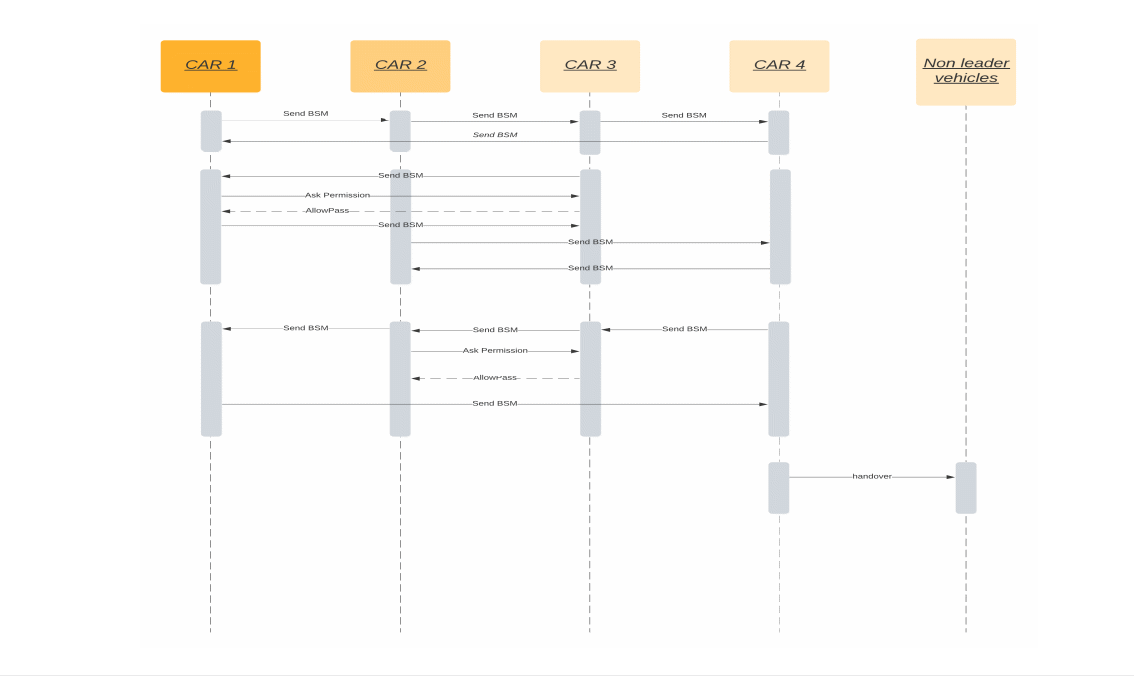 CAR 1
CAR 2
CAR 3
CAR 4
Non leader
vehicles
Send BSM
Send BSM
Send BSM
Send BSM
Send BSM
Ask Permission
AllowPass
Send BSM
Send BSM
Send BSM
Send BSM
Send BSM
Send BSM
Ask Permission
AllowPass
Send BSM
handover